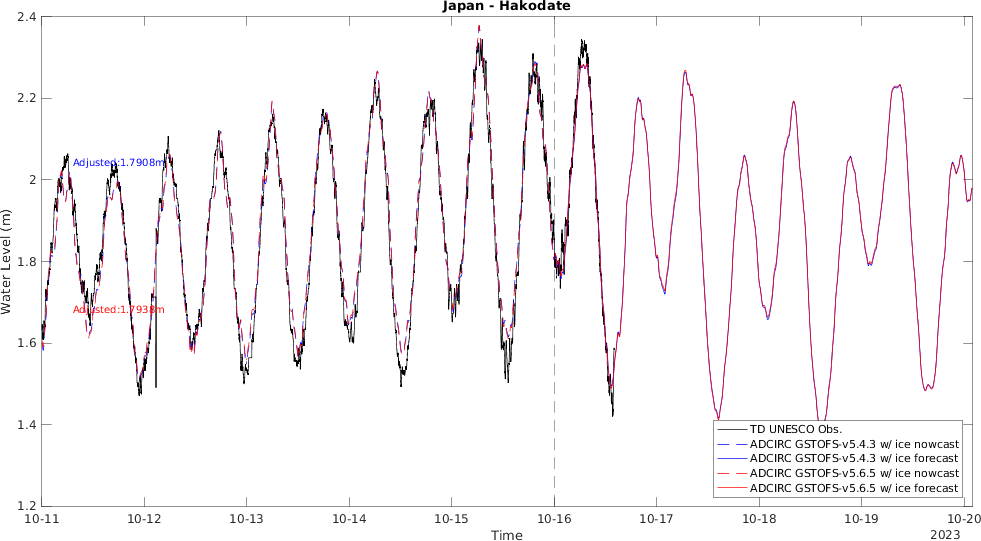 Japan - Hakodate
Water Level (m)
2.4
2.2
2
1.8
1.6
1.4
1.2
Adjusted:1.7908m
Adjusted:1.7938m
TD UNESCO Obs.
ADCIRC GSTOFS-v5.4.3 w/ ice nowcast
ADCIRC GSTOFS-v5.4.3 w/ ice forecast
ADCIRC GSTOFS-v5.6.5 w/ ice nowcast
ADCIRC GSTOFS-v5.6.5 w/ ice forecast
10-11 10-12 10-13 10-14 10-15 10-16 10-17 10-18 10-19 10-20
Time
2023